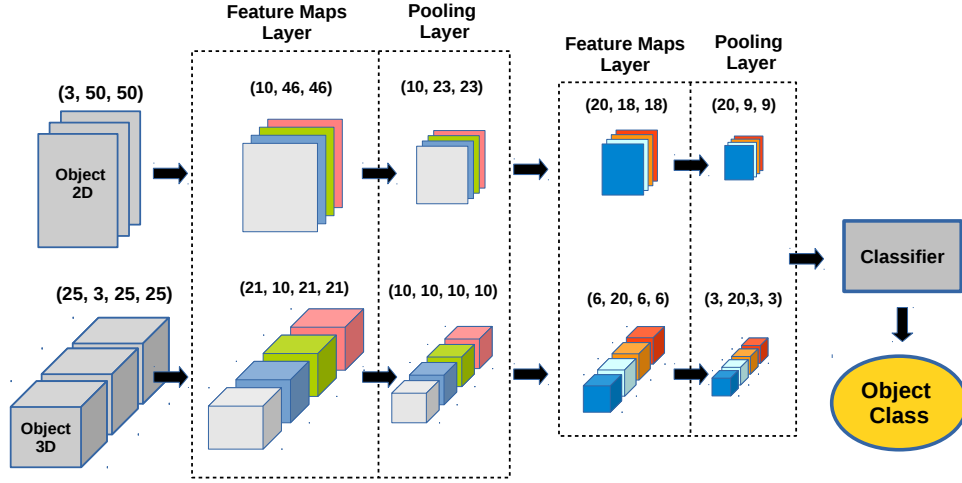 Feature Maps
Layer
Pooling
Layer
Feature Maps
Layer
Pooling
Layer
(3, 50, 50)
(10, 46, 46)
(10, 23, 23)
(20, 18, 18)
(20, 9, 9)
Object
2D
Classifier
(25, 3, 25, 25)
(21, 10, 21, 21)
(10, 10, 10, 10)
(6, 20, 6, 6)
(3, 20,3, 3)
Object
3D
Object
Class